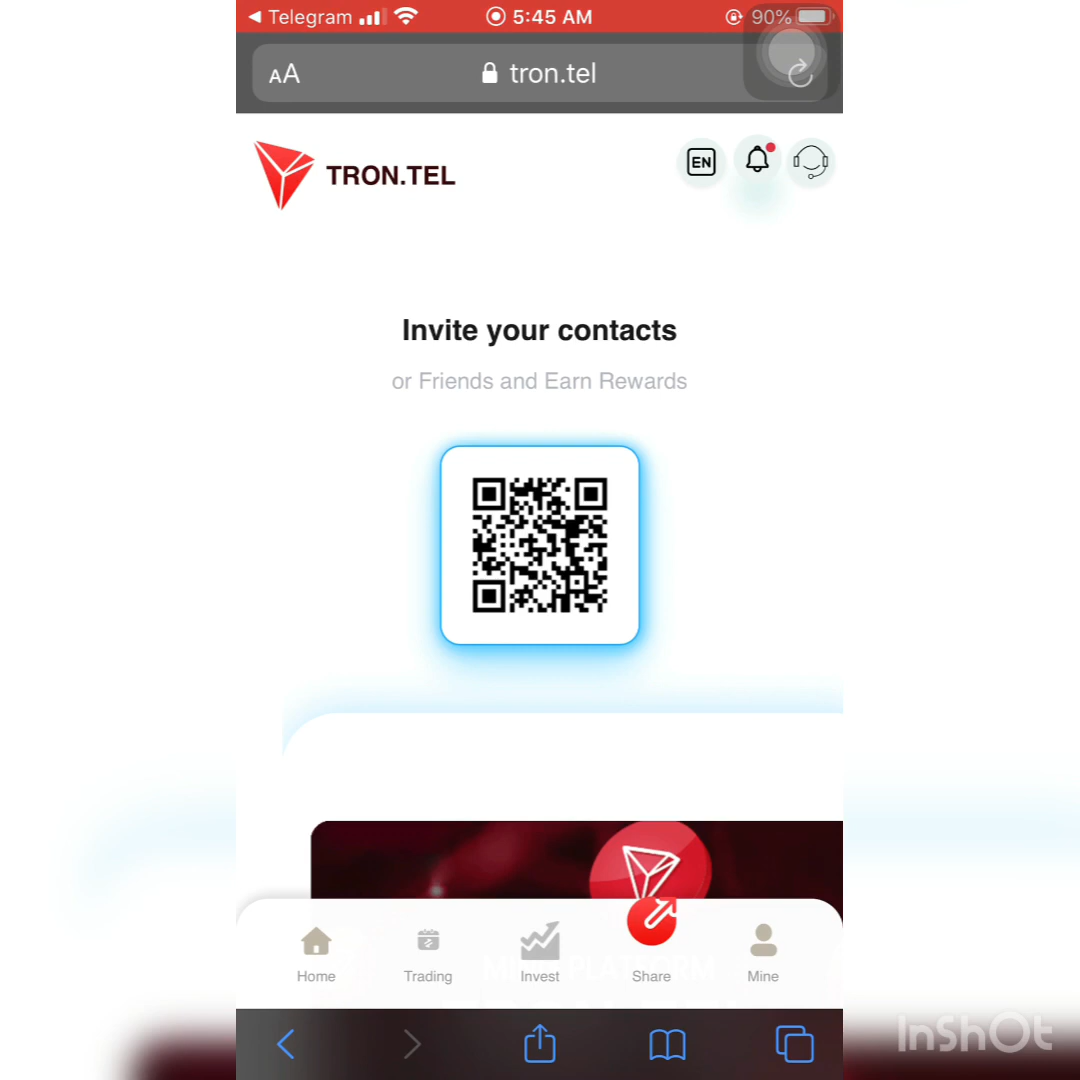 Telegram 5:45 AM 90%
AA tron.tel
TRON.TEL EN
Invite your contacts
or Friends and Earn Rewards
Home Trading Invest Share Mine
InShOt